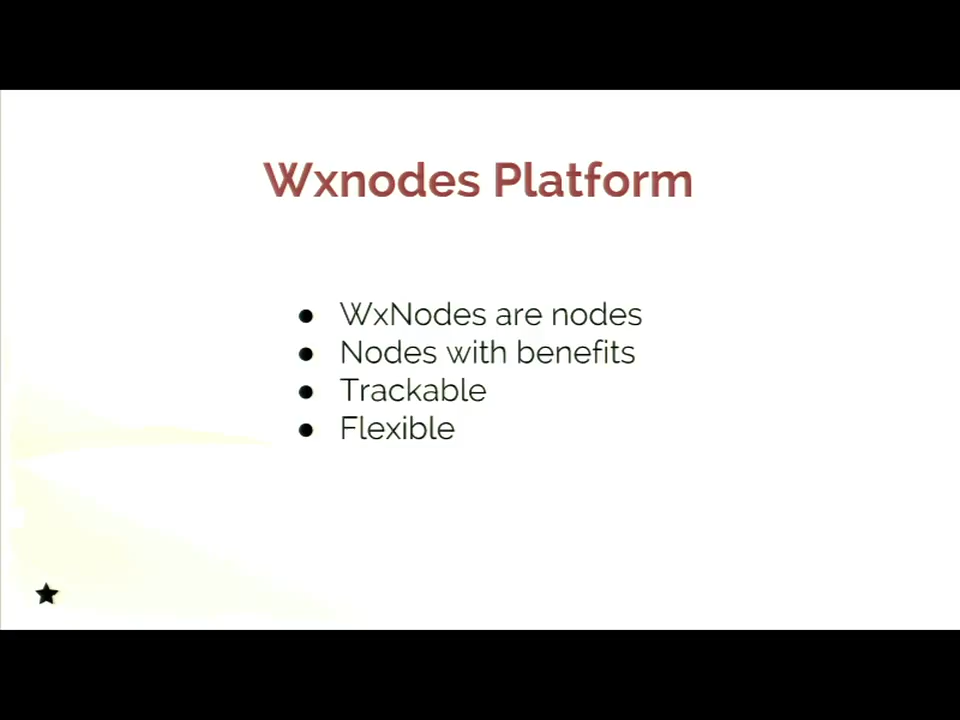 Wxnodes Platform
● WxNodes are nodes
● Nodes with benefits
● Trackable
● Flexible